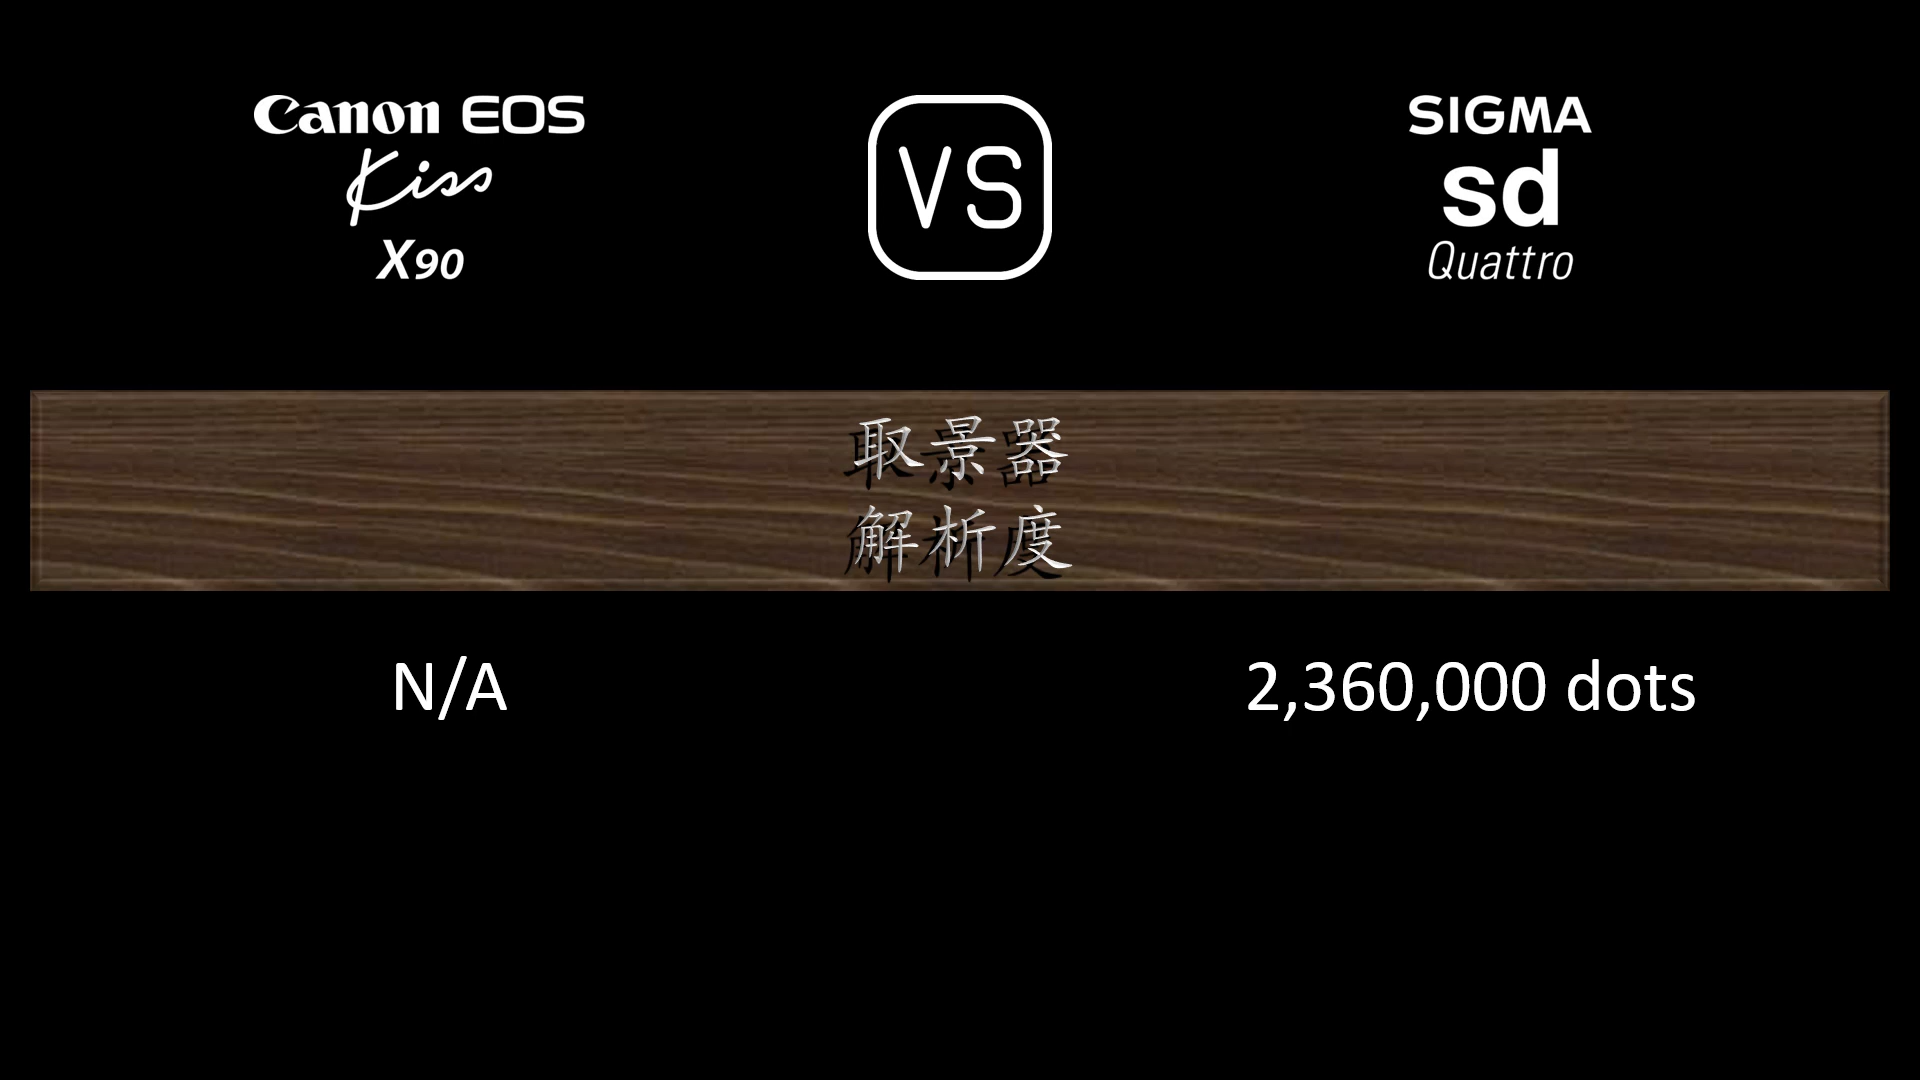 Canon EOS
Kiss
X90
VS
SIGMA
sd
Quattro
取景器
解析度
N/A
2,360,000 dots